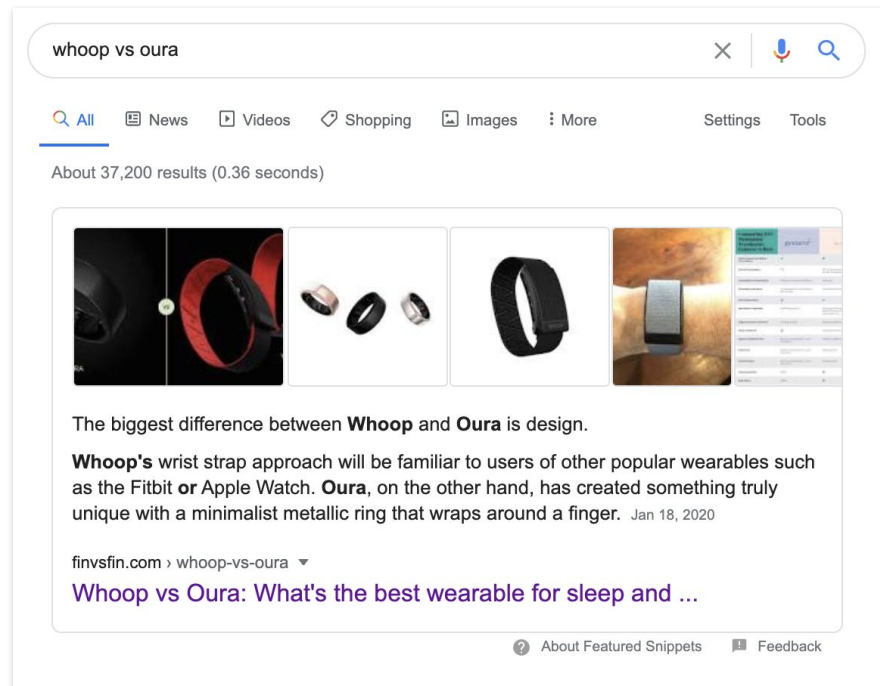 whoop vs oura
All News Videos Shopping Images More Settings Tools
About 37,200 results (0.36 seconds)
VS
RA
The biggest difference between Whoop and Oura is design.
Whoop's wrist strap approach will be familiar to users of other popular wearables such
as the Fitbit or Apple Watch. Oura, on the other hand, has created something truly
unique with a minimalist metallic ring that wraps around a finger. Jan 18, 2020
finvsfin.com › whoop-vs-oura
Whoop vs Oura: What's the best wearable for sleep and ...
About Featured Snippets Feedback